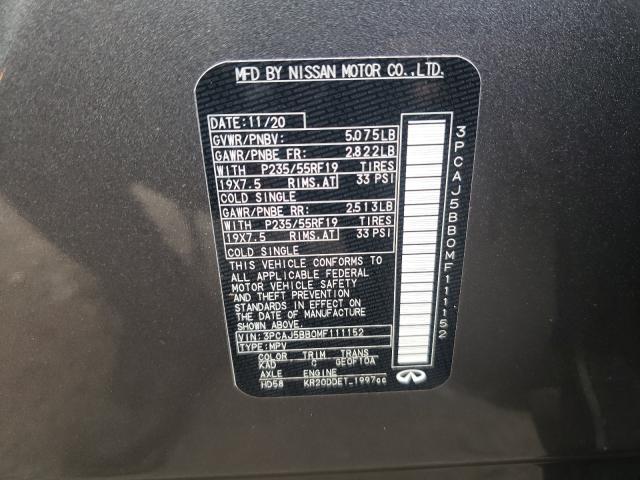 MFD BY NISSAN MOTOR CO.,LTD.
DATE: 11/20
GVWR/PNBV: 5,075LB
GAWR/PNBE FR: 2,822LB
WITH P235/55RF19 TIRES
19X7.5 RIMS.AT 33 PSI
COLD SINGLE
GAWR/PNBE RR: 2,513LB
WITH P235/55RF19 TIRES
19X7.5 RIMS.AT 33 PSI
COLD SINGLE
THIS VEHICLE CONFORMS TO
ALL APPLICABLE FEDERAL
MOTOR VEHICLE SAFETY
AND THEFT PREVENTION
STANDARDS IN EFFECT ON
THE DATE OF MANUFACTURE
SHOWN ABOVE.
VIN: 3PCAJ5BB0MF111152
TYPE: MPV
COLOR TRIM TRANS
KAD C GE0F10A
AXLE ENGINE
HD58 KR20DDET_1997cc
3PCAJ5BB0MF111152